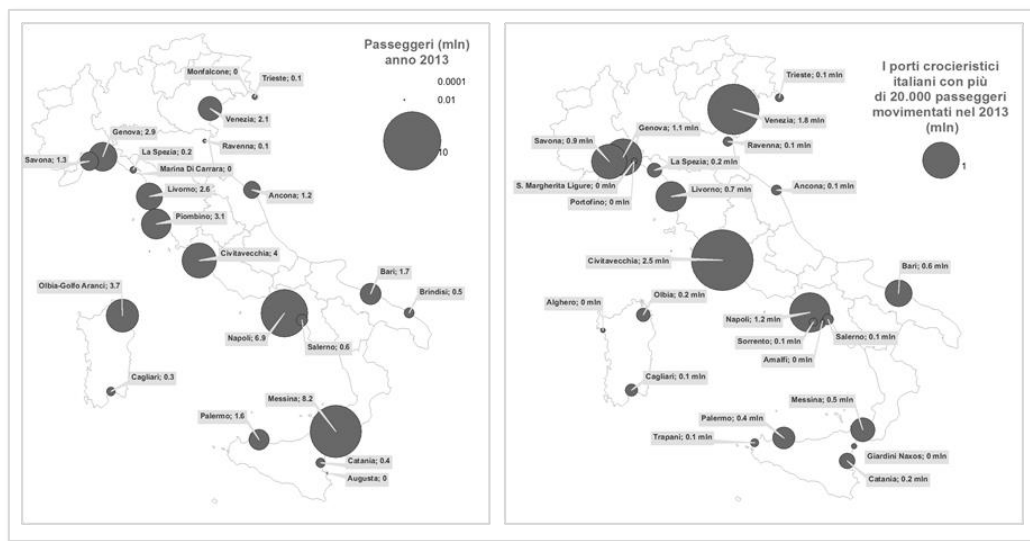 Passeggeri (mln)
anno 2013
0.0001
0.01
10
Monfalcone; 0
Trieste; 0.1
Venezia; 2.1
Genova; 2.9
Ravenna; 0.1
Savona; 1.3
La Spezia; 0.2
Marina Di Carrara; 0
Livorno; 2.6
Ancona; 1.2
Piombino; 3.1
Civitavecchia; 4
Bari; 1.7
Olbia-Golfo Aranci; 3.7
Brindisi; 0.5
Napoli; 6.9
Salerno; 0.6
Cagliari; 0.3
Messina; 8.2
Palermo; 1.6
Catania; 0.4
Augusta; 0
I porti crocieristici
italiani con più
di 20.000 passeggeri
movimentati nel 2013
(mln)
1
Trieste; 0.1 mln
Venezia; 1.8 mln
Genova; 1.1 mln
Savona; 0.9 mln
Ravenna; 0.1 mln
La Spezia; 0.2 mln
S. Margherita Ligure; 0 mln
Portofino; 0 mln
Livorno; 0.7 mln
Ancona; 0.1 mln
Civitavecchia; 2.5 mln
Bari; 0.6 mln
Olbia; 0.2 mln
Alghero; 0 mln
Napoli; 1.2 mln
Sorrento; 0.1 mln
Salerno; 0.1 mln
Amalfi; 0 mln
Cagliari; 0.1 mln
Messina; 0.5 mln
Palermo; 0.4 mln
Trapani; 0.1 mln
Giardini Naxos; 0 mln
Catania; 0.2 mln